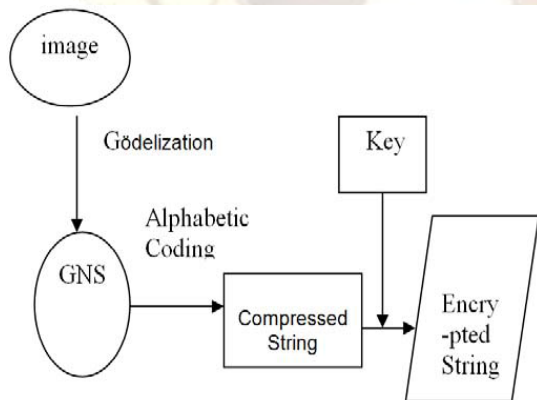 image
Gödelization
Key
Alphabetic
Coding
GNS
Compressed
String
Encry
-pted
String